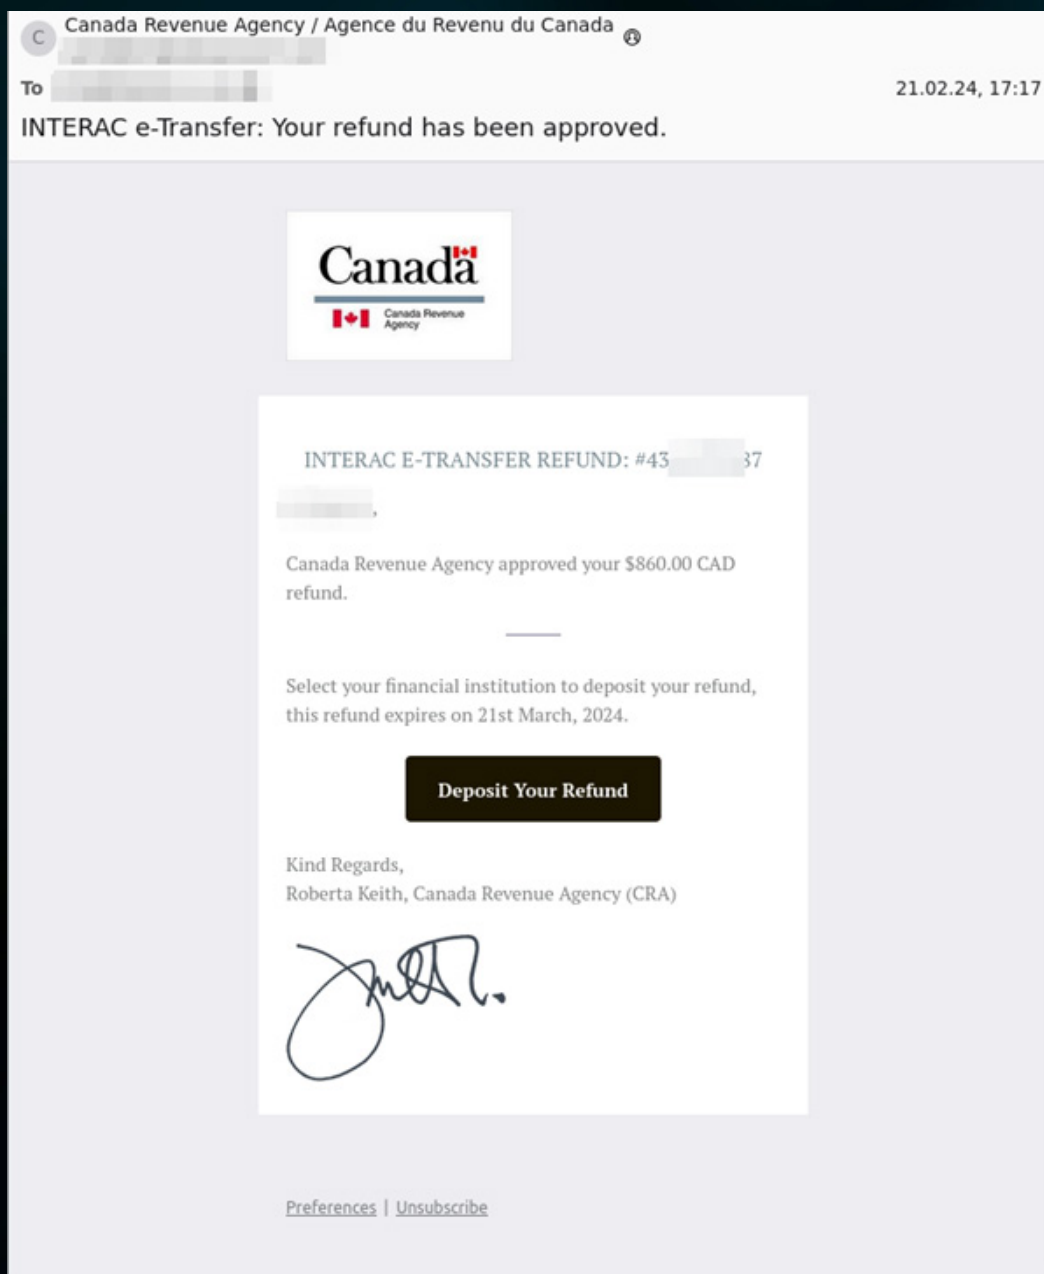 C
Canada Revenue Agency / Agence du Revenu du Canada
To
21.02.24, 17:17
INTERAC e-Transfer: Your refund has been approved.
Canada
Canada Revenue
Agency
INTERAC E-TRANSFER REFUND: #43 37
,
Canada Revenue Agency approved your $860.00 CAD
refund.
Select your financial institution to deposit your refund,
this refund expires on 21st March, 2024.
Deposit Your Refund
Kind Regards,
Roberta Keith, Canada Revenue Agency (CRA)
Preferences | Unsubscribe